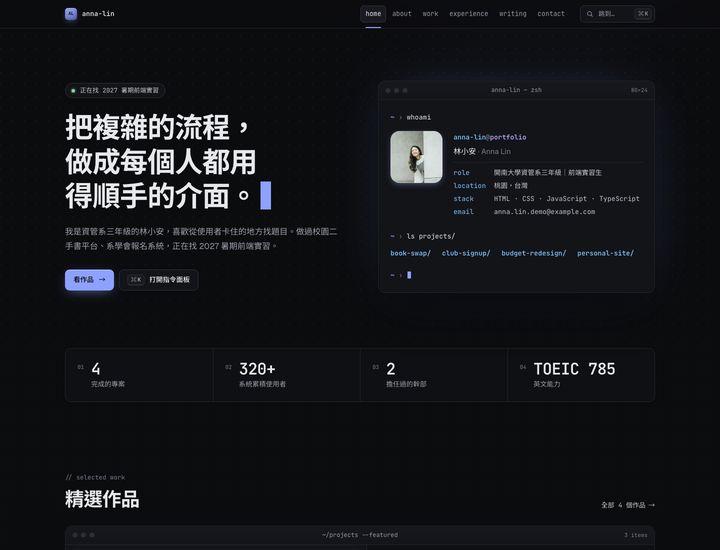 AL anna-lin
home about work experience writing contact 跳到… ⌘K
正在找 2027 暑期前端實習
把複雜的流程，
做成每個人都用
得順手的介面。
我是資管系三年級的林小安，喜歡從使用者卡住的地方找題目。做過校園二
手書平台、系學會報名系統，正在找 2027 暑期前端實習。
看作品 →
⌘K 打開指令面板
anna-lin — zsh 80×24
~ › whoami
anna-lin@portfolio
林小安 · Anna Lin
role 開南大學資管系三年級｜前端實習生
location 桃園，台灣
stack HTML · CSS · JavaScript · TypeScript
email anna.lin.demo@example.com
~ › ls projects/
book-swap/ club-signup/ budget-redesign/ personal-site/
~ ›
01 4
完成的專案
02 320+
系統累積使用者
03 2
擔任過的幹部
04 TOEIC 785
英文能力
// selected work
精選作品
全部 4 個作品 →
~/projects --featured 3 items